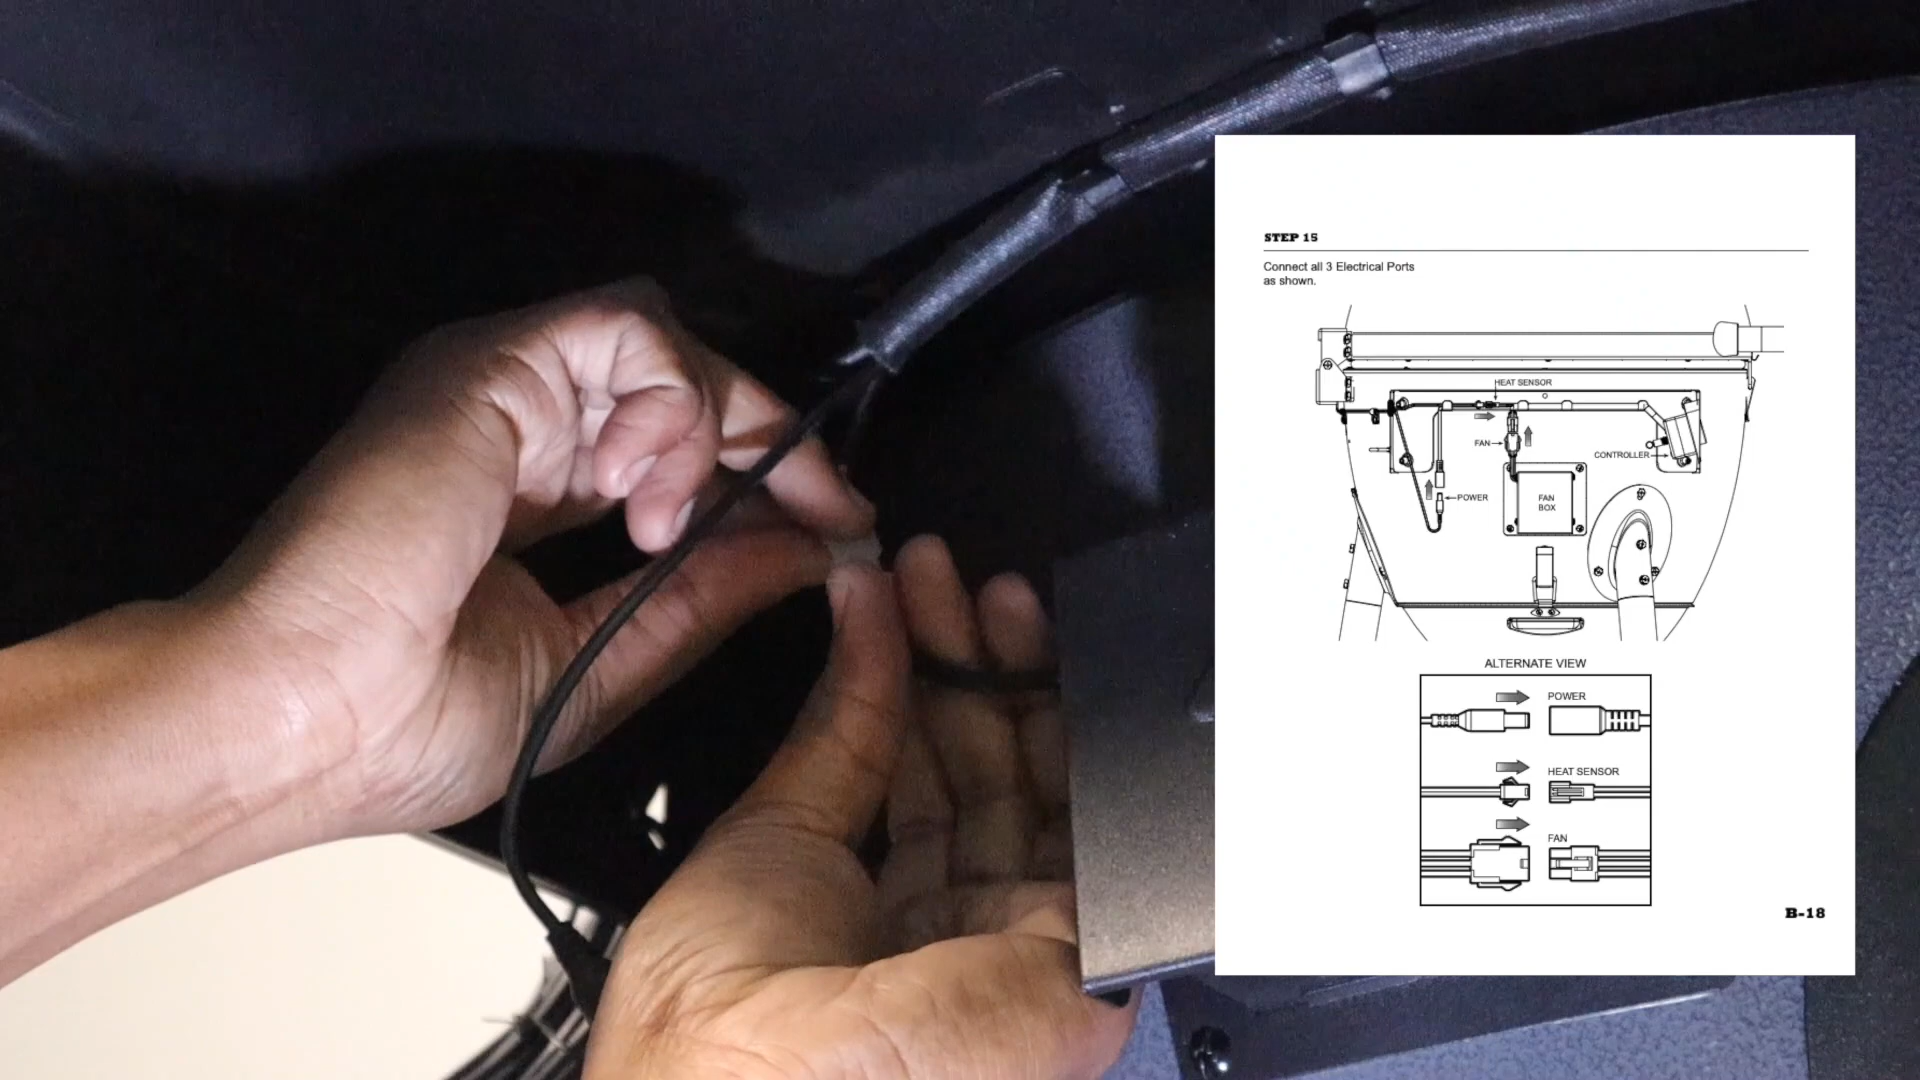 STEP 15
Connect all 3 Electrical Ports
as shown.
HEAT SENSOR
FAN
CONTROLLER
POWER
FAN
BOX
ALTERNATE VIEW
POWER
HEAT SENSOR
FAN
B-18